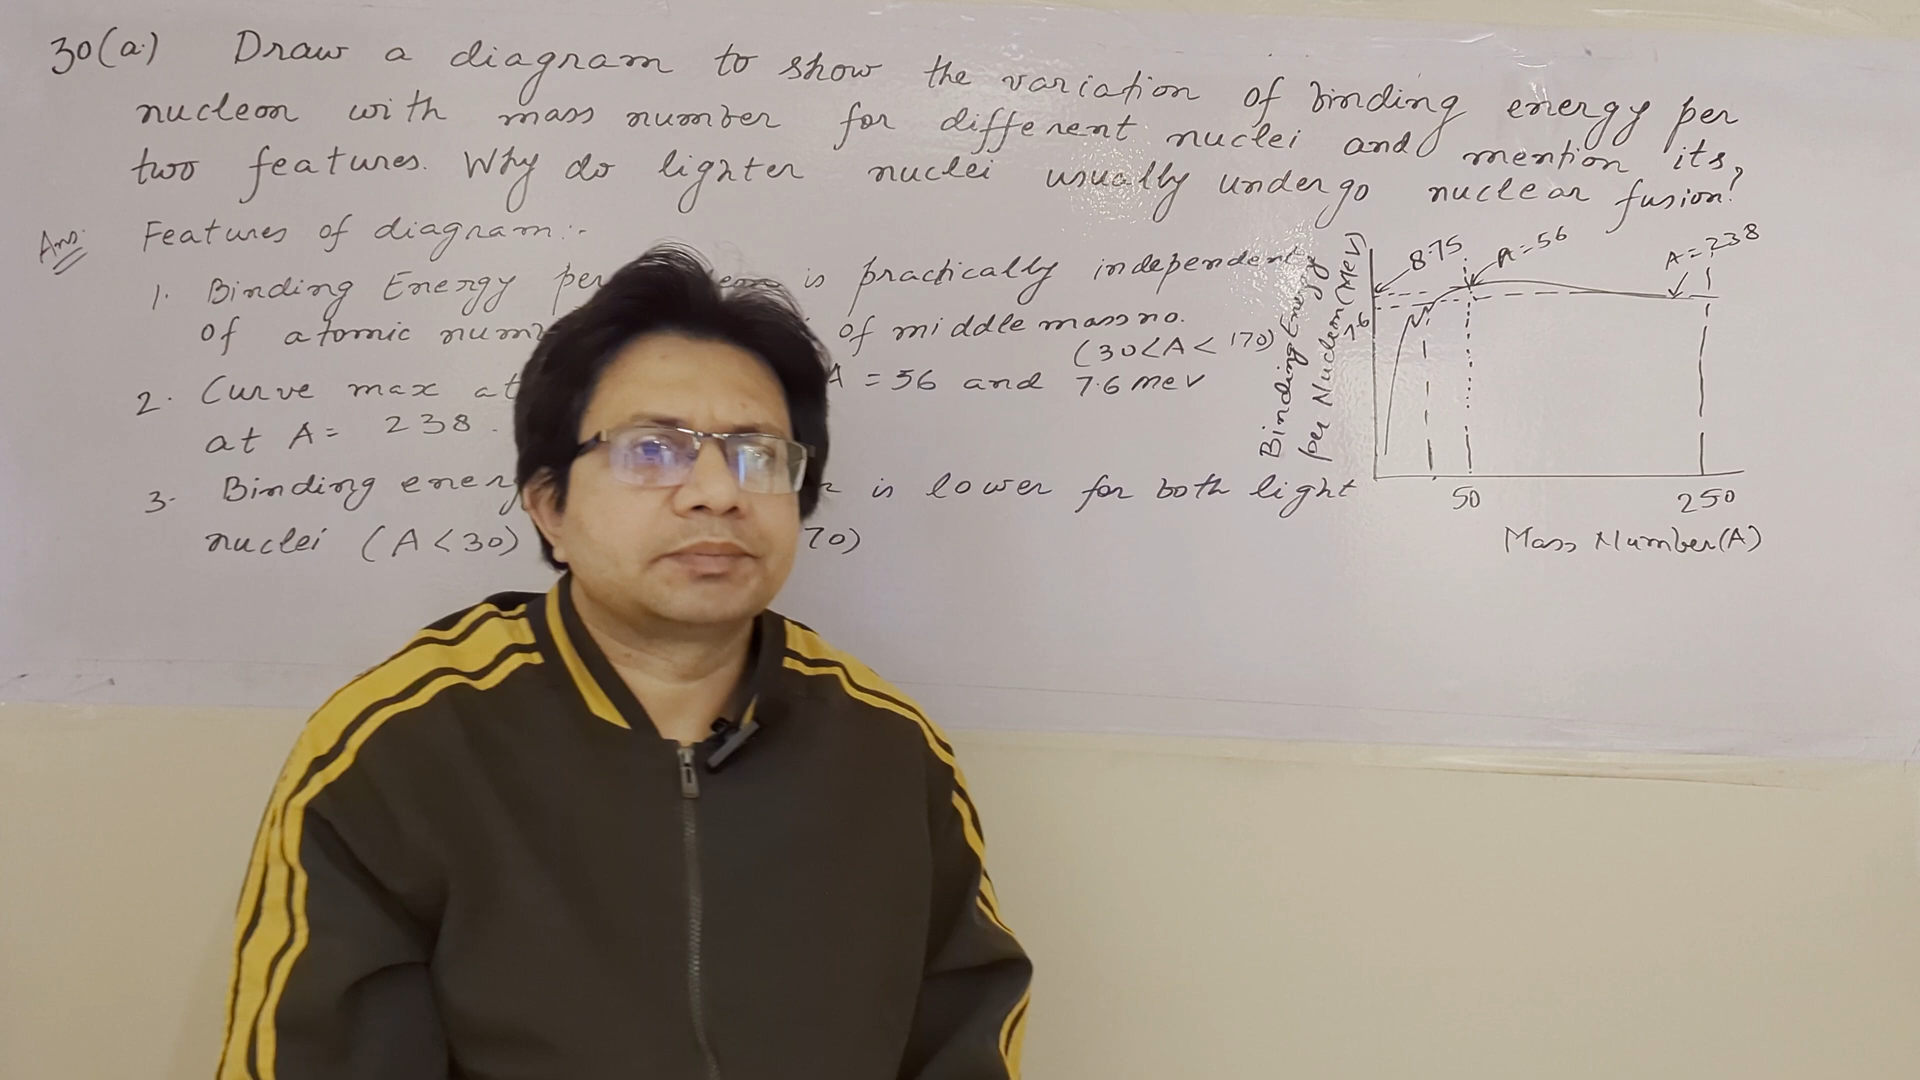 30(a.) Draw a diagram to show the variation of binding energy per
nucleon with mass number for different nuclei and mention its
two features. Why do lighter nuclei usually undergo nuclear fusion?
Ans:
Features of diagram:-
1. Binding Energy per is practically independent
of atomic of middle mass no.
(30<A<170)
2. Curve max at A = 56 and 7.6 mev
at A = 238.
3. Binding is lower for both light
nuclei (A<30) 70)
Binding Energy
per Nucleon (MeV)
8.75
A=56
A=238
7.6
50
250
Mass Number(A)